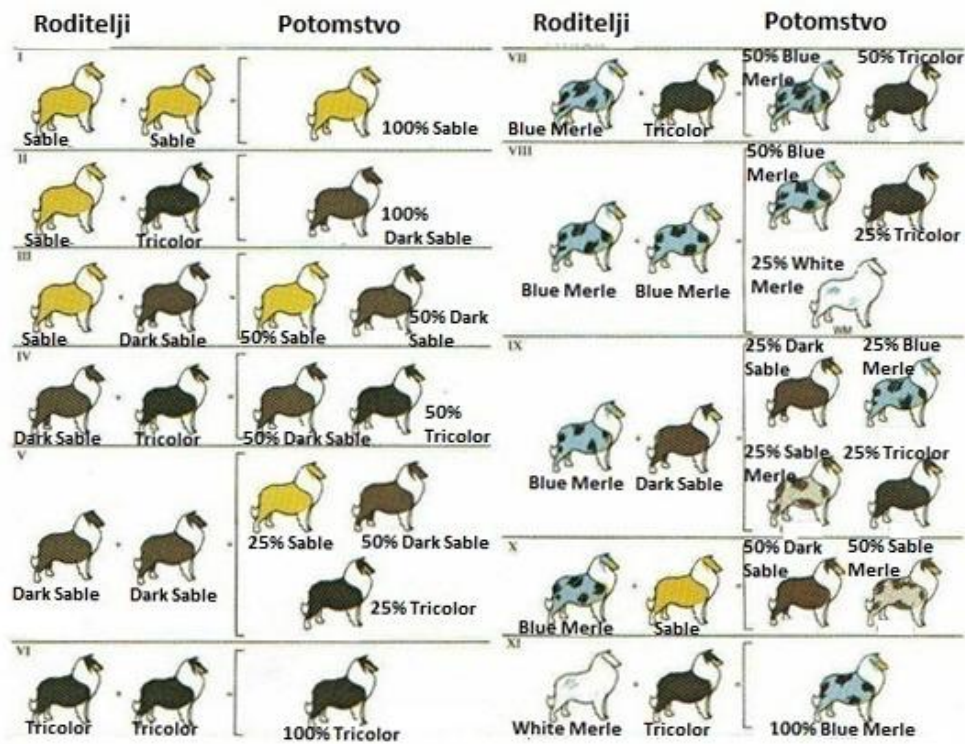 Roditelji Potomstvo
I
Sable Sable 100% Sable
II
Sable Tricolor 100%
Dark Sable
III
Sable Dark Sable 50% Sable 50% Dark
Sable
IV
Dark Sable Tricolor 50% Dark Sable 50%
Tricolor
V
Dark Sable Dark Sable 25% Sable 50% Dark Sable
25% Tricolor
VI
Tricolor Tricolor 100% Tricolor
Roditelji Potomstvo
VII
Blue Merle Tricolor 50% Blue
Merle 50% Tricolor
VIII
Blue Merle Blue Merle 50% Blue
Merle
25% Tricolor
25% White
Merle
WM
IX
Blue Merle Dark Sable 25% Dark
Sable 25% Blue
Merle
25% Sable
Merle 25% Tricolor
X
Blue Merle Sable 50% Dark
Sable 50% Sable
Merle
XI
White Merle Tricolor 100% Blue Merle